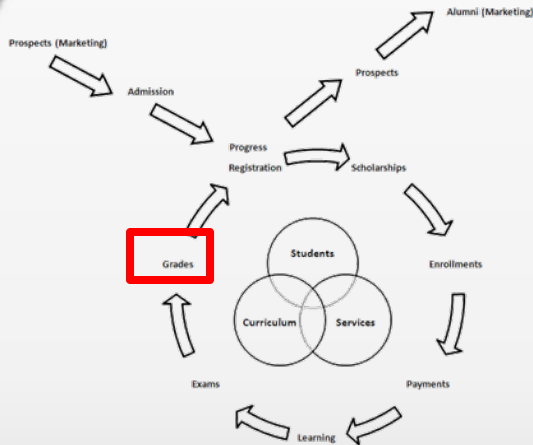 Alumni (Marketing)
Prospects (Marketing)
Prospects
Admission
Progress
Registration
Scholarships
Students
Grades
Enrollments
Curriculum
Services
Exams
Payments
Learning